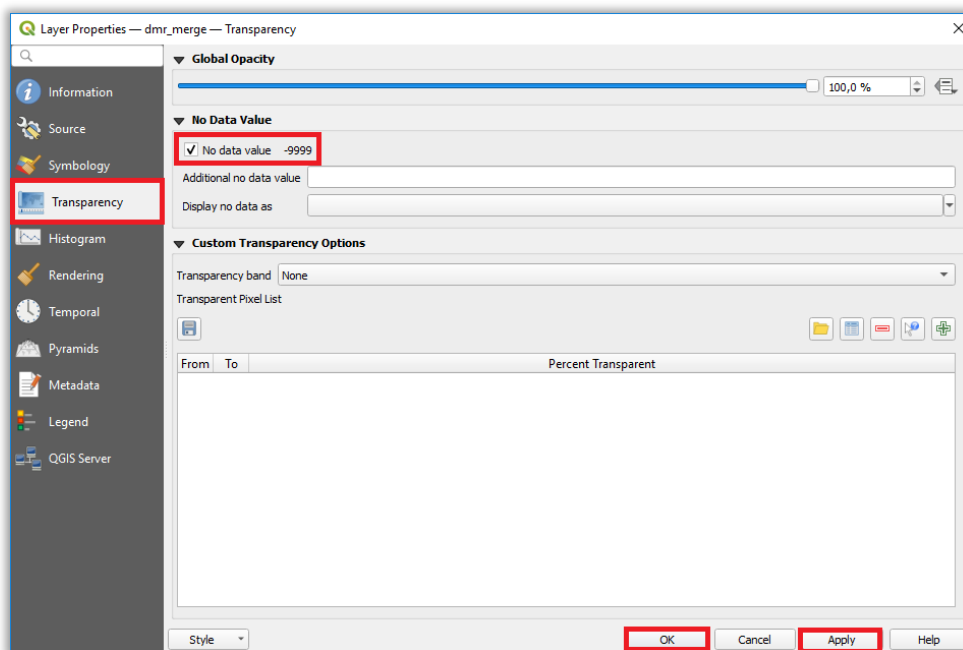 Layer Properties — dmr_merge — Transparency
Information
Source
Symbology
Transparency
Histogram
Rendering
Temporal
Pyramids
Metadata
Legend
QGIS Server
Global Opacity
100,0 %
No Data Value
No data value -9999
Additional no data value
Display no data as
Custom Transparency Options
Transparency band None
Transparent Pixel List
From To Percent Transparent
Style OK Cancel Apply Help